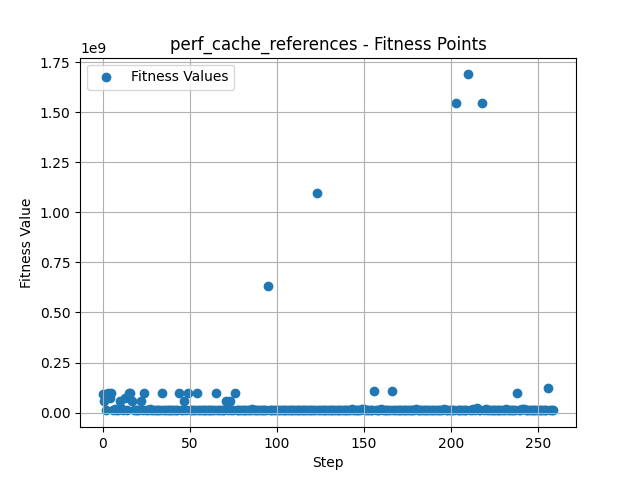 perf_cache_references - Fitness Points
1e9
Fitness Values
1.75
1.50
1.25
1.00
0.75
0.50
0.25
0.00
Fitness Value
0 50 100 150 200 250
Step